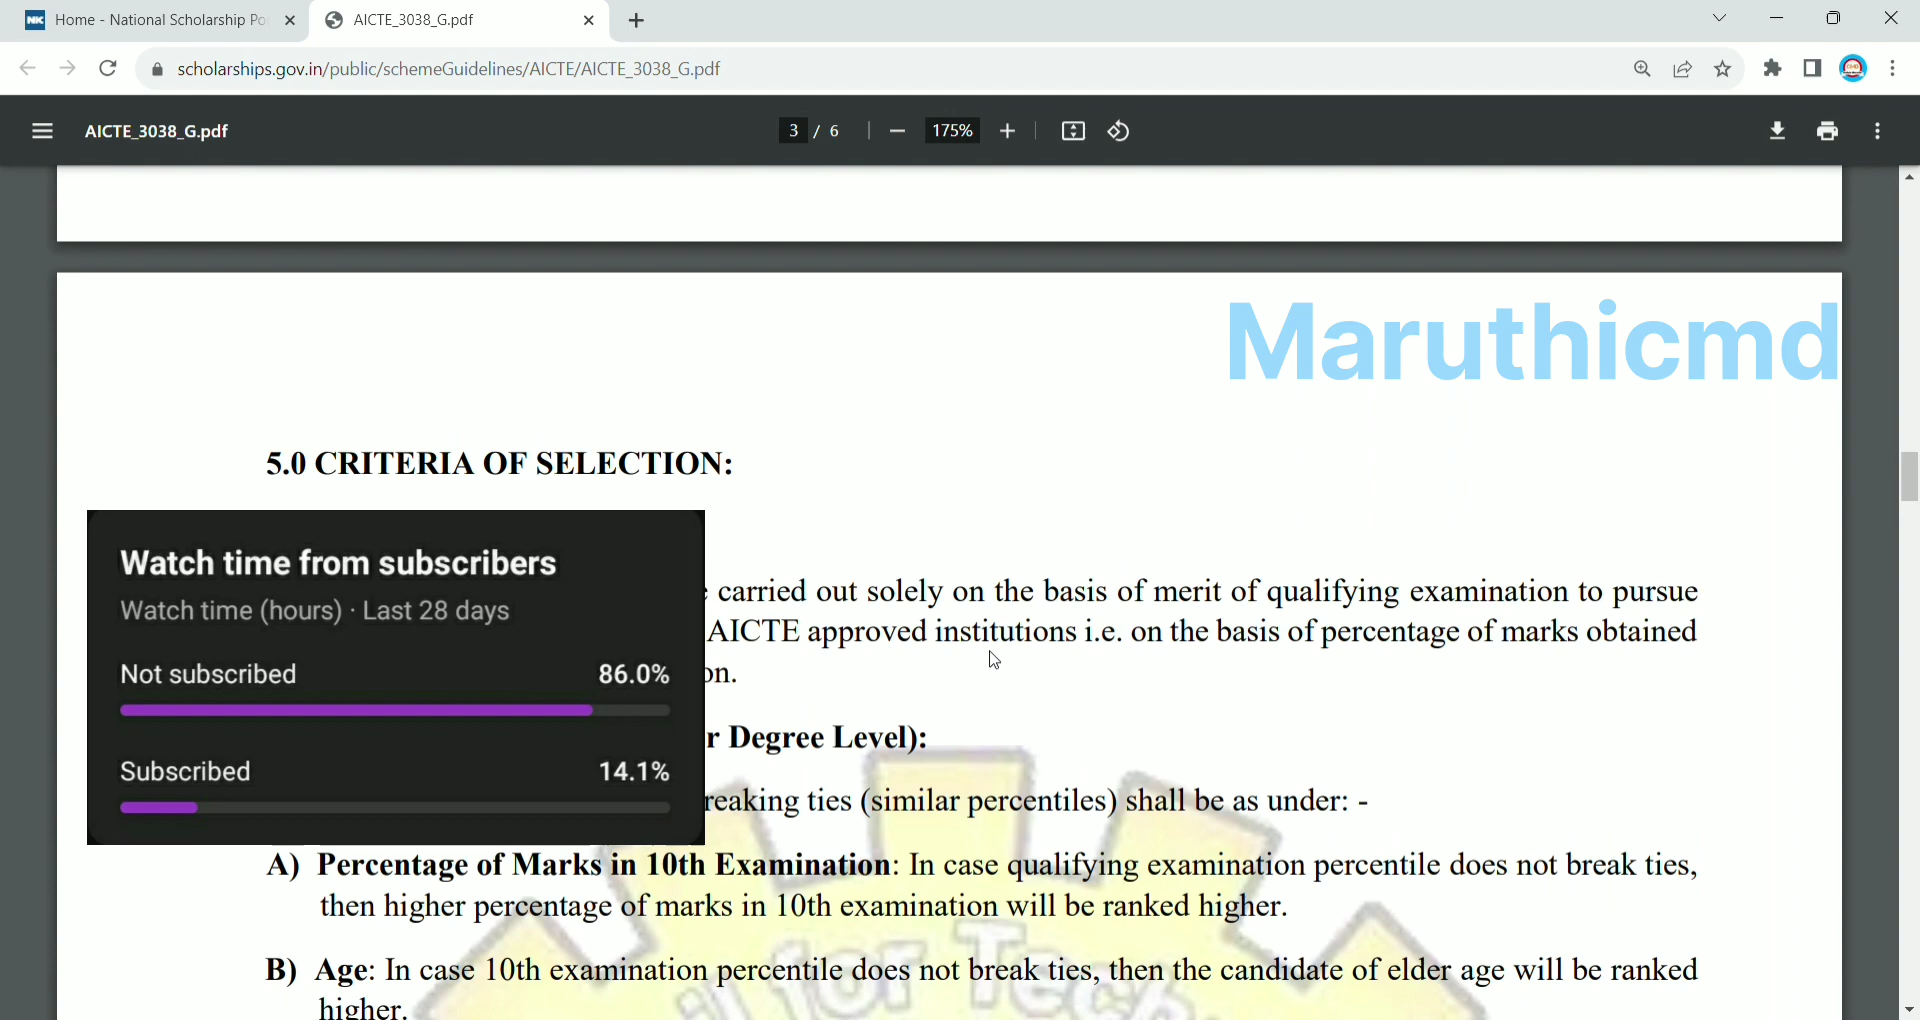 Home - National Scholarship Po
AICTE_3038_G.pdf
scholarships.gov.in/public/schemeGuidelines/AICTE/AICTE_3038_G.pdf
AICTE_3038_G.pdf
3 / 6
175%
Maruthicmd
5.0 CRITERIA OF SELECTION:
Watch time from subscribers
Watch time (hours) · Last 28 days
Not subscribed 86.0%
Subscribed 14.1%
carried out solely on the basis of merit of qualifying examination to pursue
AICTE approved institutions i.e. on the basis of percentage of marks obtained
on.
r Degree Level):
reaking ties (similar percentiles) shall be as under: -
A) Percentage of Marks in 10th Examination: In case qualifying examination percentile does not break ties,
then higher percentage of marks in 10th examination will be ranked higher.
B) Age: In case 10th examination percentile does not break ties, then the candidate of elder age will be ranked
higher.
il for Tech